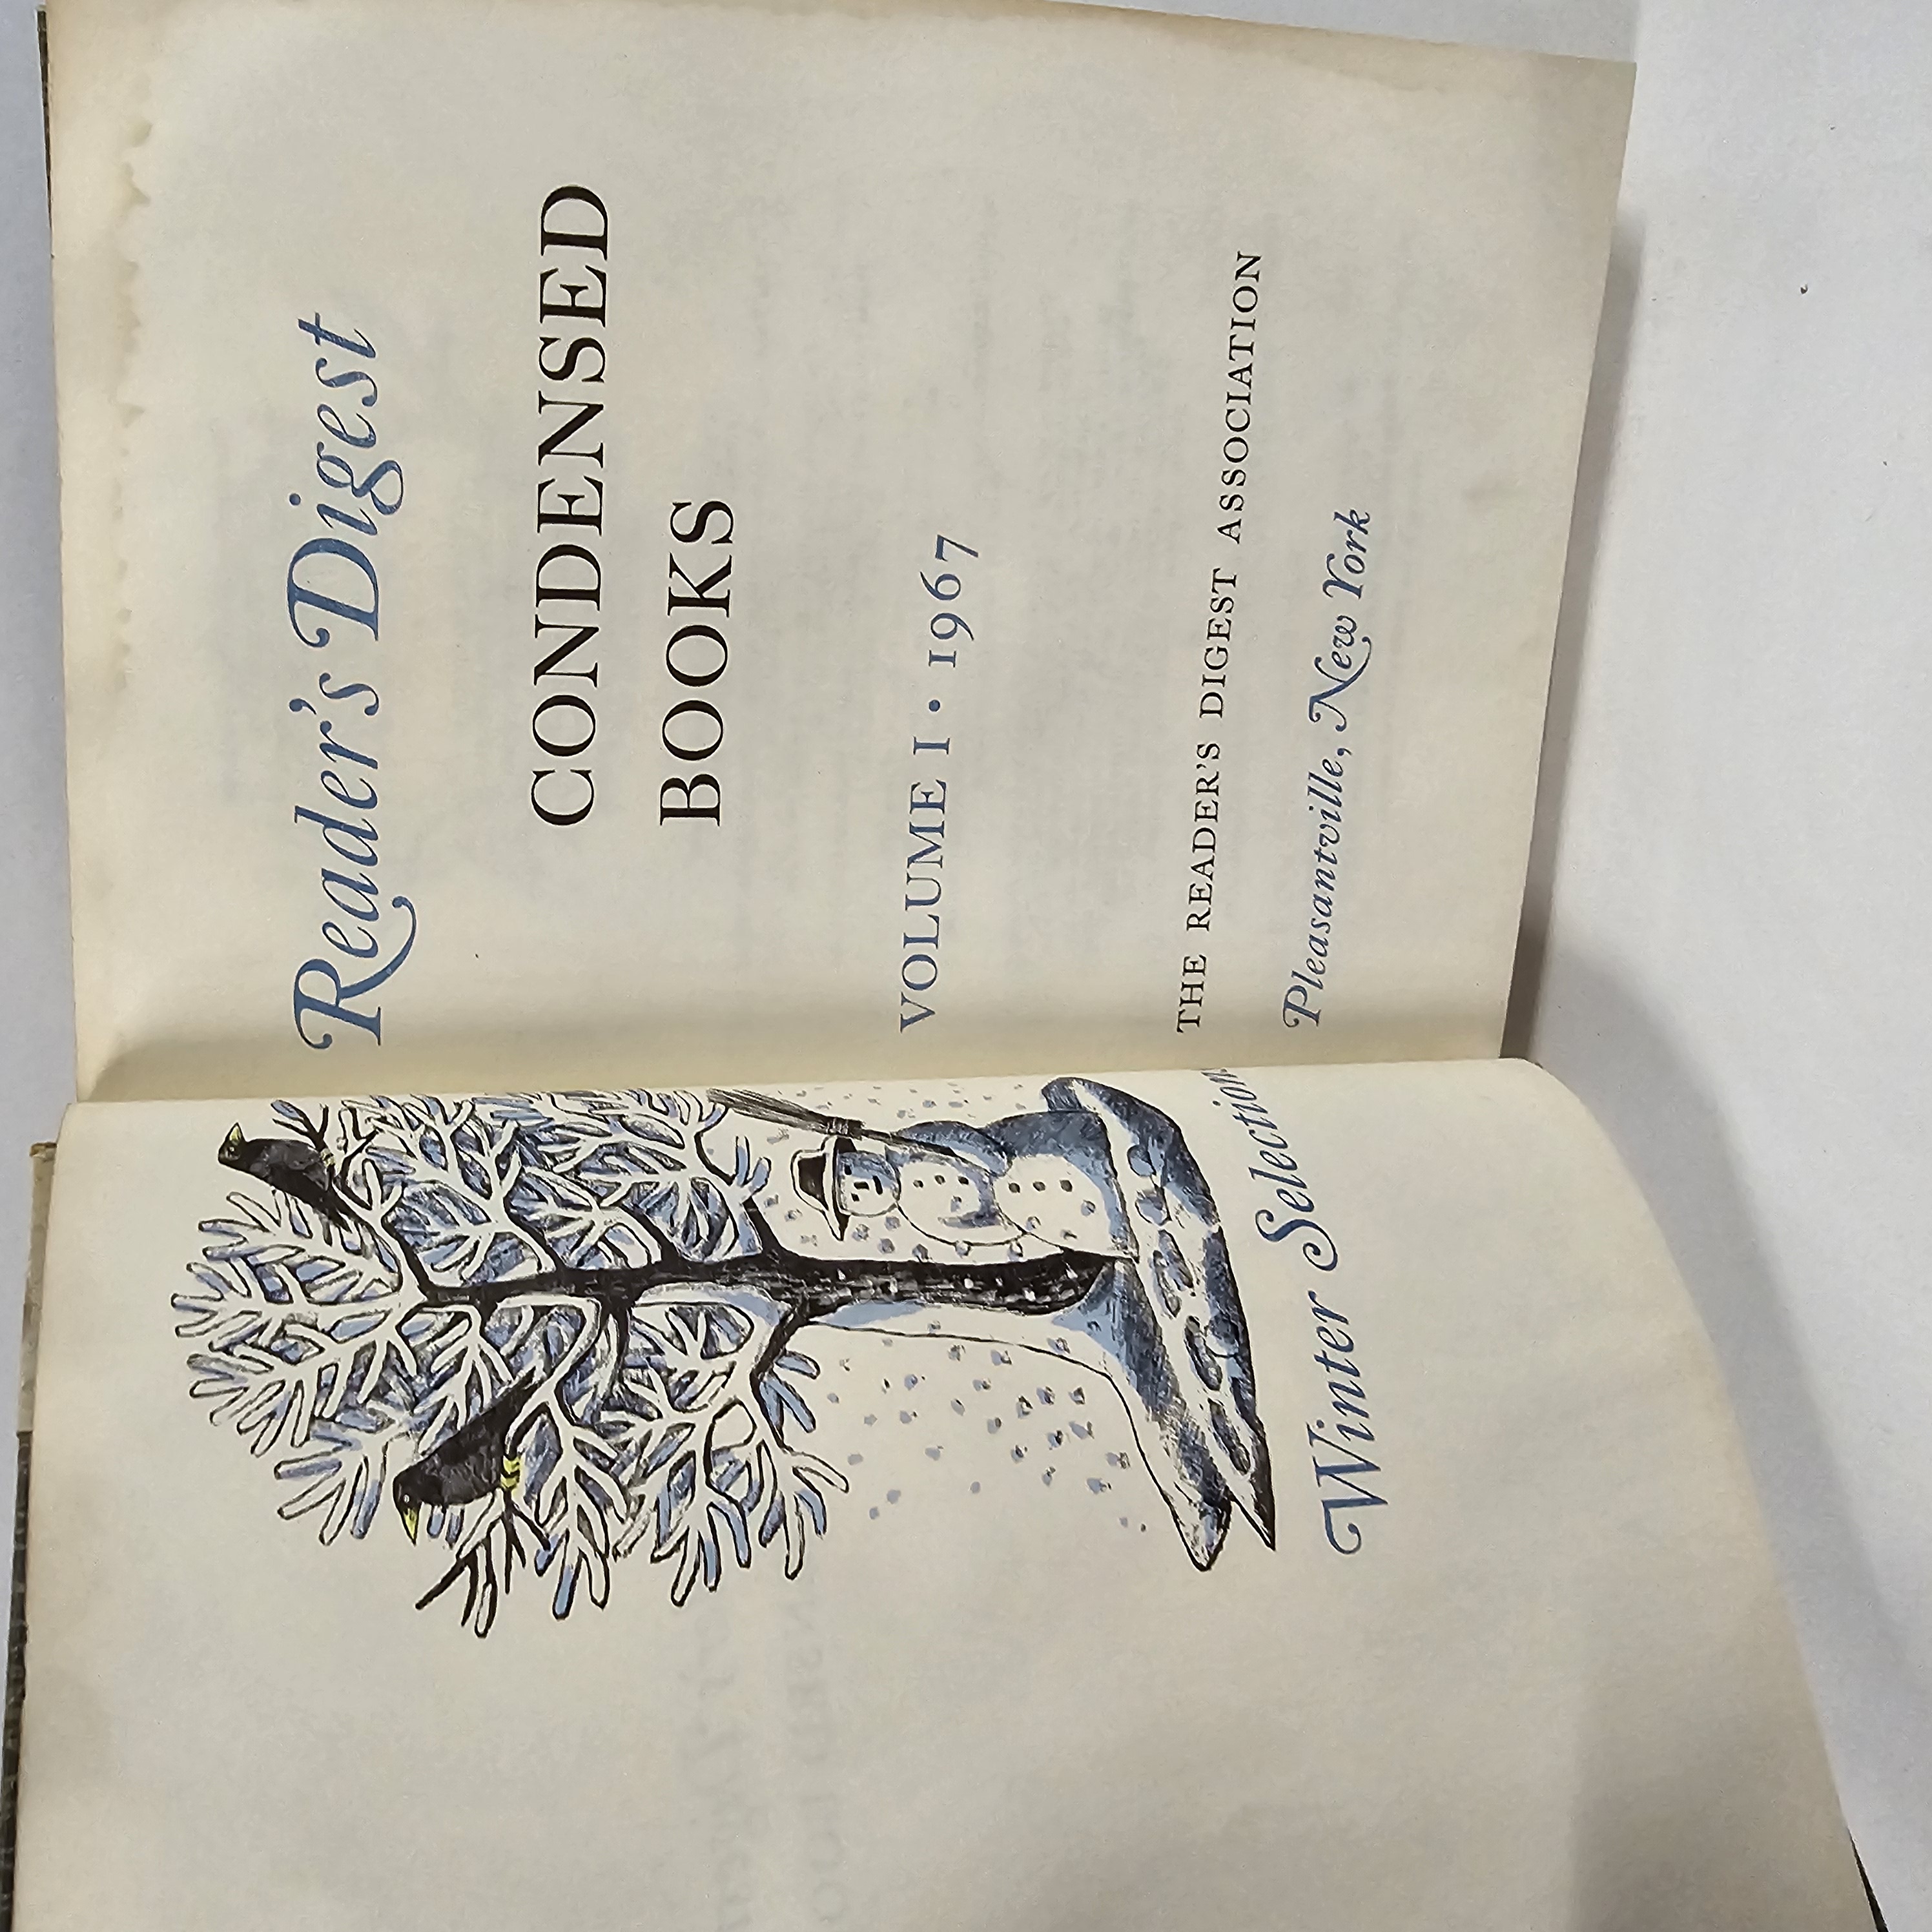 Winter Selections
Reader's Digest
CONDENSED
BOOKS
VOLUME I • 1967
THE READER'S DIGEST ASSOCIATION
Pleasantville, New York